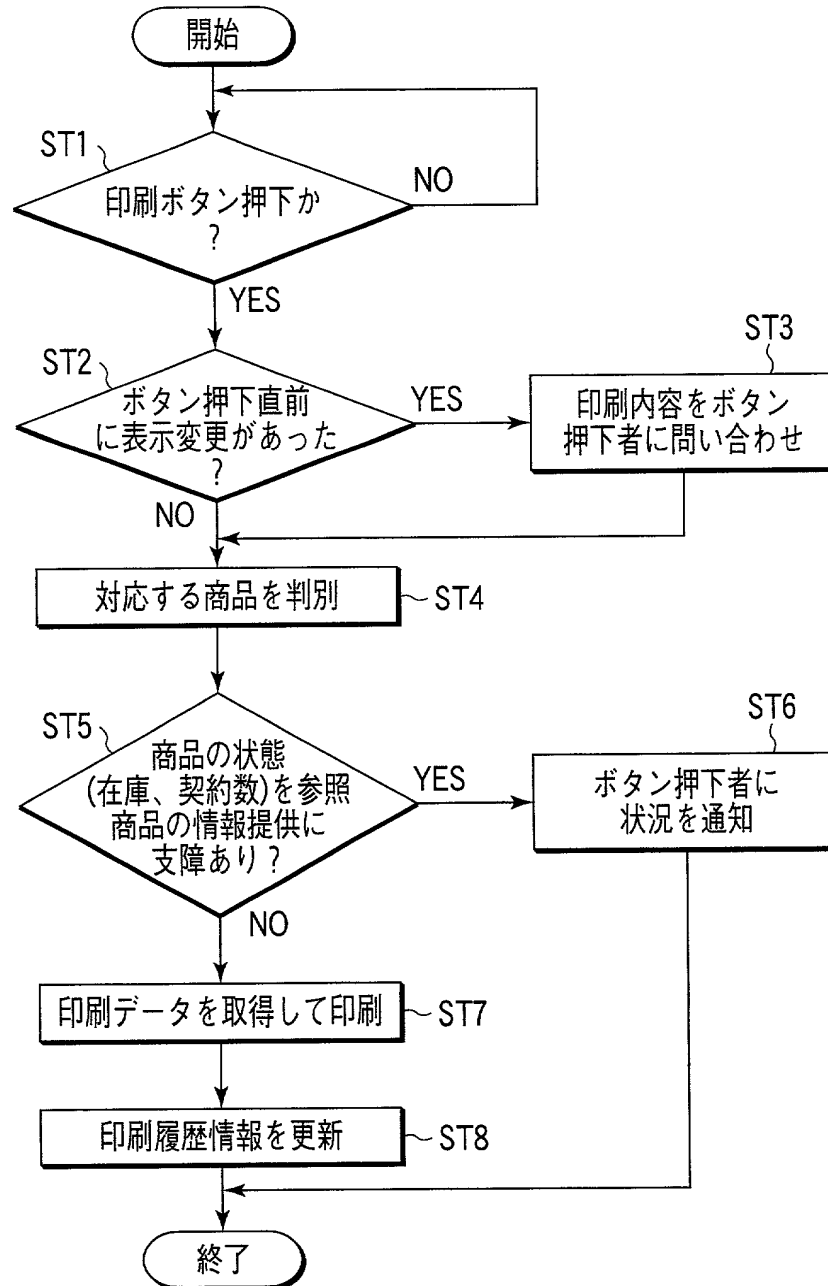 開始
ST1
印刷ボタン押下か
?
NO
YES
ST2
ボタン押下直前
に表示変更があった
?
YES
NO
ST3
印刷内容をボタン
押下者に問い合わせ
対応する商品を判別
ST4
ST5
商品の状態
(在庫、契約数)を参照
商品の情報提供に
支障あり?
YES
NO
ST6
ボタン押下者に
状況を通知
印刷データを取得して印刷
ST7
印刷履歴情報を更新
ST8
終了